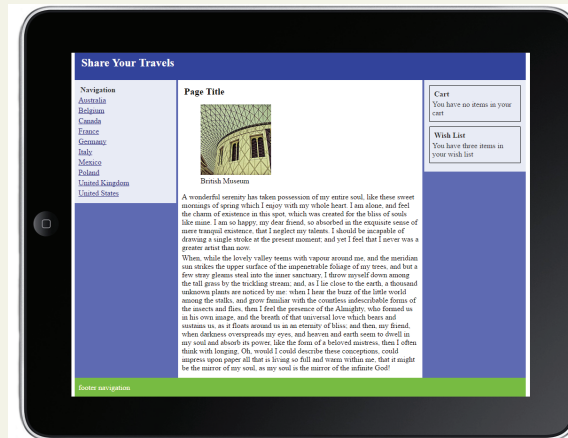 Share Your Travels
Navigation
Australia
Belgoum
Canada
France
Germany
Italy
Mexico
Poland
United Kingdom
United States
Page Title
British Museum
A wonderful serenity has taken possession of my entire soul, like these sweet
mornings of spring which I enjoy with my whole heart. I am alone, and feel
the charm of existence in this spot, which was created for the bliss of souls
like mine. I am so happy, my dear friend, so absorbed in the exquisite sense of
mere tranquil existence, that I neglect my talents. I should be incapable of
drawing a single stroke at the present moment; and yet I feel that I never was a
greater artist than now.
When, while the lovely valley teems with vapour around me, and the meridian
sun strikes the upper surface of the impenetrable foliage of my trees, and but a
few stray gleams steal into the inner sanctuary, I throw myself down among
the tall grass by the trickling stream; and, as I lie close to the earth, a thousand
unknown plants are noticed by me: when I hear the buzz of the little world
among the stalks, and grow familiar with the countless indescribable forms of
the insects and flies, then I feel the presence of the Almighty, who formed us
in his own image, and the breath of that universal love which bears and
sustains us, as it floats around us in an eternity of bliss; and then, my friend,
when darkness overspreads my eyes, and heaven and earth seem to dwell in
my soul and absorb its power, like the form of a beloved mistress, then I often
think with longing, Oh, would I could describe these conceptions, could
impress upon paper all that is living so full and warm within me, that it might
be the mirror of my soul, as my soul is the mirror of the infinite God!
Cart
You have no items in your
cart
Wish List
You have three items in
your wish list
footer navigation